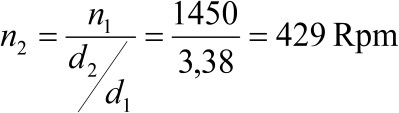 n₂ = n₁ / (d₂/d₁) = 1450 / 3,38 = 429 Rpm